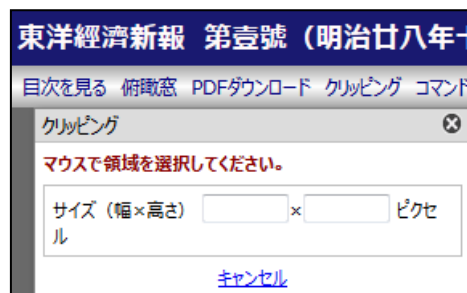 東洋經濟新報 第壹號（明治廿八年十
目次を見る 俯瞰窓 PDFダウンロード クリッピング コマンド
クリッピング
マウスで領域を選択してください。
サイズ（幅×高さ） × ピクセ
ル
キャンセル